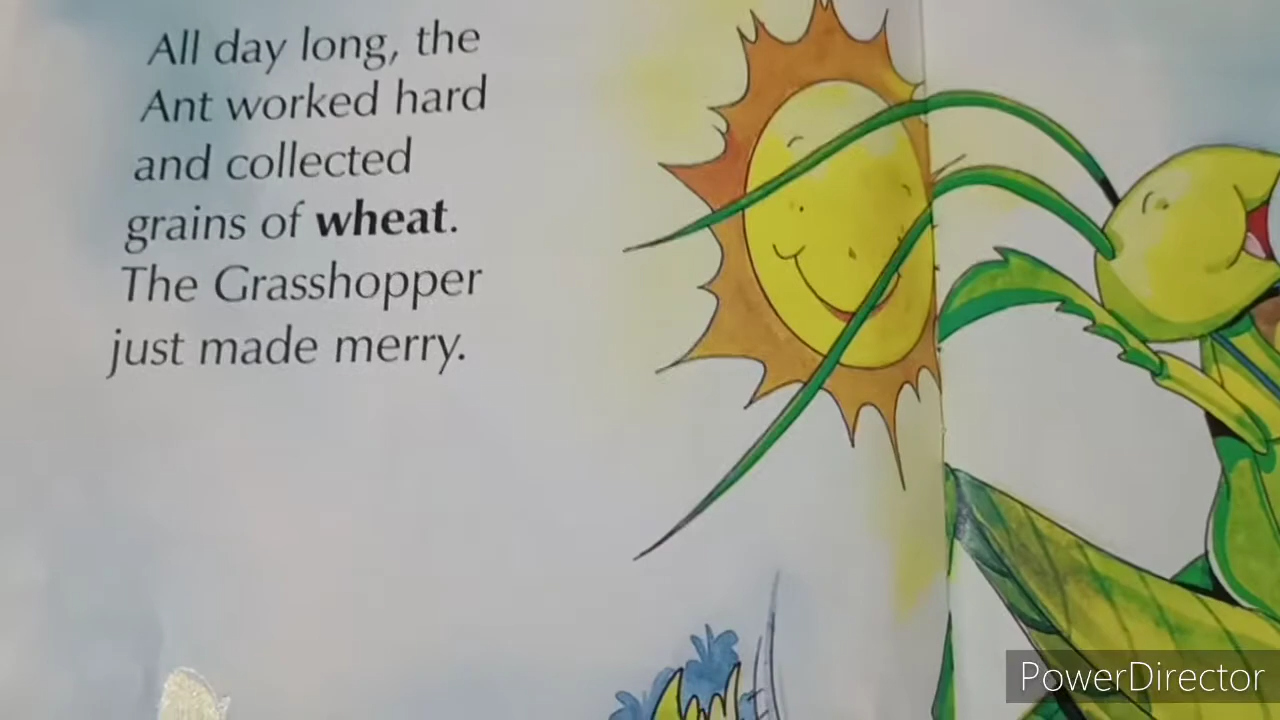 All day long, the
Ant worked hard
and collected
grains of wheat.
The Grasshopper
just made merry.
PowerDirector